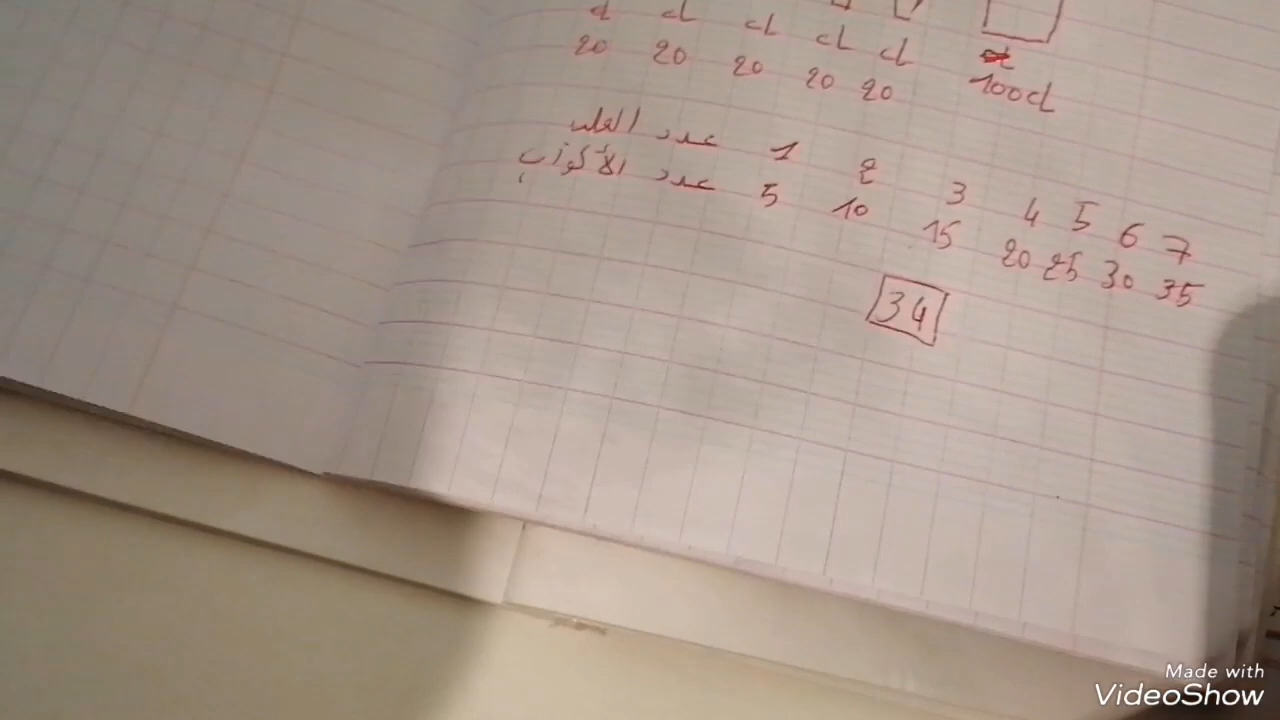 cl cl cl cl cl cl
20 20 20 20 20 100cl
عدد العلب 1 2 3 4 5 6 7
عدد الأكواب 5 10 15 20 25 30 35
34
Made with
VideoShow